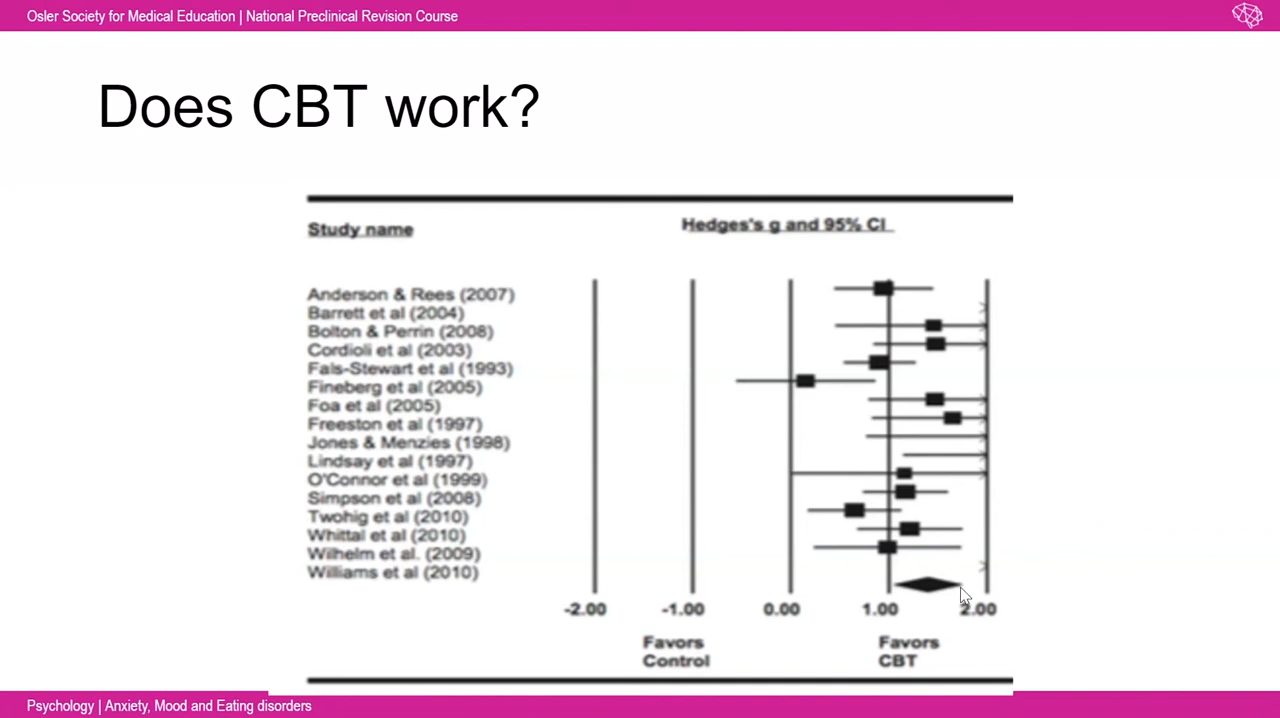 Osler Society for Medical Education | National Preclinical Revision Course
Does CBT work?
Study name
Hedges's g and 95% CI
Anderson & Rees (2007)
Barrett et al (2004)
Bolton & Perrin (2008)
Cordioli et al (2003)
Fals-Stewart et al (1993)
Fineberg et al (2005)
Foa et al (2005)
Freeston et al (1997)
Jones & Menzies (1998)
Lindsay et al (1997)
O'Connor et al (1999)
Simpson et al (2008)
Twohig et al (2010)
Whittal et al (2010)
Wilhelm et al. (2009)
Williams et al (2010)
-2.00 -1.00 0.00 1.00 2.00
Favors Favors
Control CBT
Psychology | Anxiety, Mood and Eating disorders